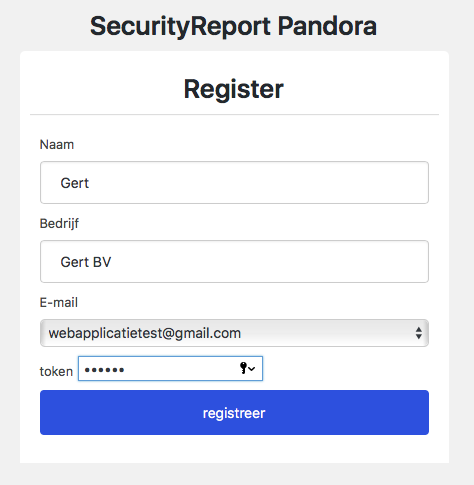 SecurityReport Pandora
Register
Naam
Gert
Bedrijf
Gert BV
E-mail
webapplicatietest@gmail.com
token ••••••
registreer